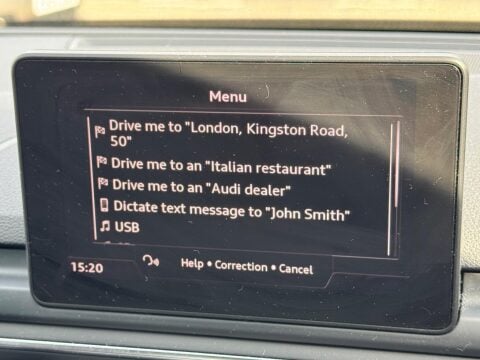 Menu
Drive me to "London, Kingston Road,
50"
Drive me to an "Italian restaurant"
Drive me to an "Audi dealer"
Dictate text message to "John Smith"
USB
15:20
Help • Correction • Cancel